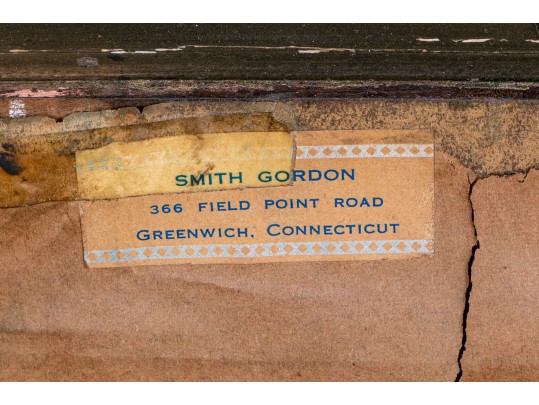 SMITH GORDON
366 FIELD POINT ROAD
GREENWICH, CONNECTICUT